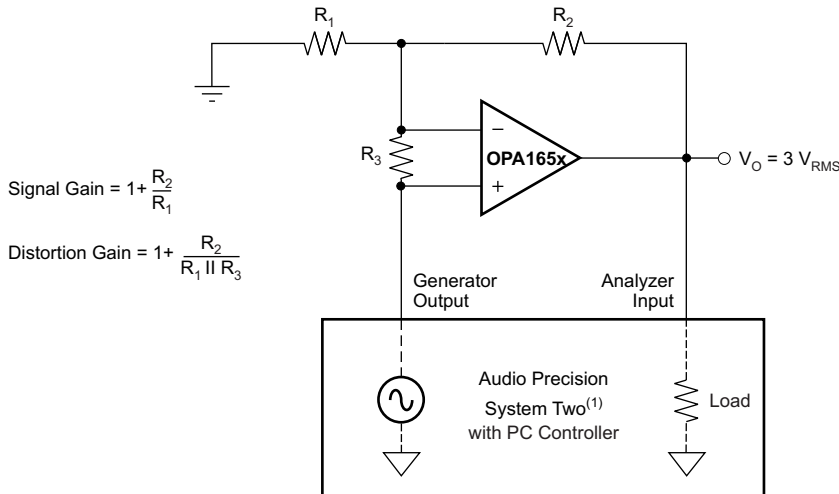 R1
R2
R3
−
OPA165x
+
VO = 3 VRMS
Signal Gain = 1+ R2 / R1
Distortion Gain = 1+ R2 / R1 II R3
Generator
Output
Analyzer
Input
Audio Precision
System Two(1)
with PC Controller
Load